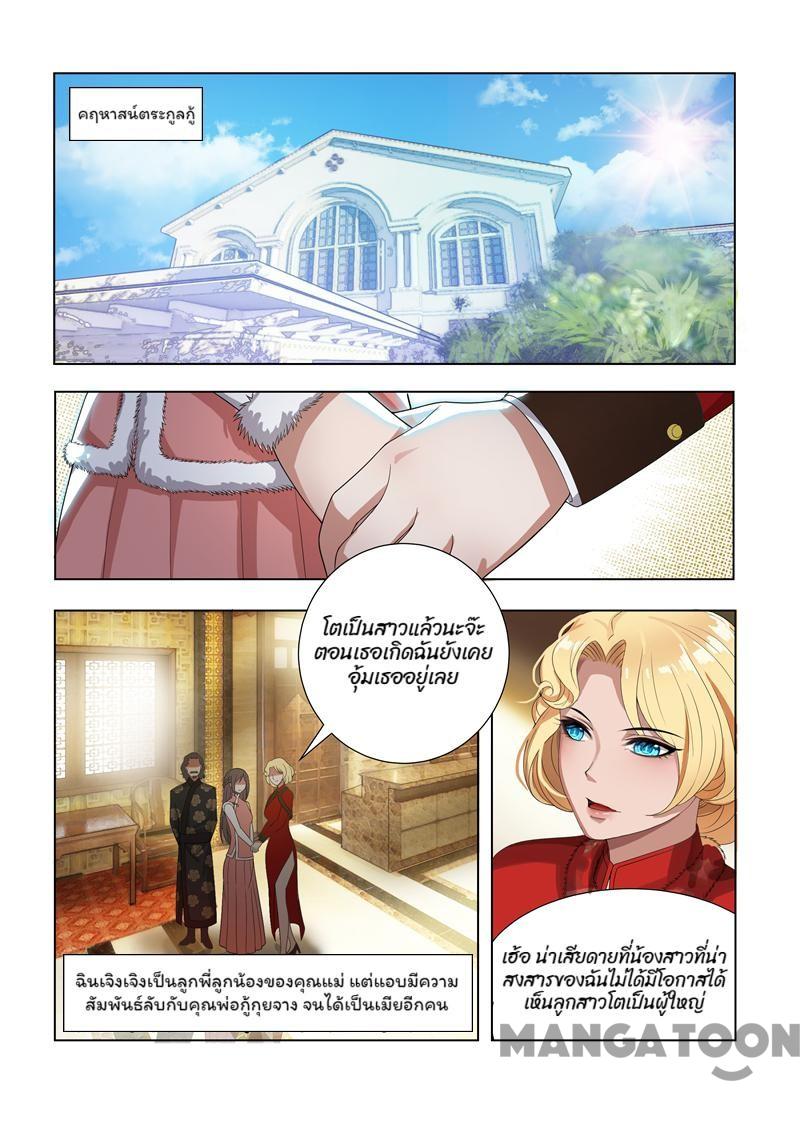 คฤหาสน์ตระกูลกู้
โตเป็นสาวแล้วนะจ๊ะ
ตอนเธอเกิดฉันยังเคย
อุ้มเธออยู่เลย
ฉินเจิงเจิงเป็นลูกพี่ลูกน้องของคุณแม่ แต่แอบมีความ
สัมพันธ์ลับกับคุณพ่อกู้กุยจาง จนได้เป็นเมียอีกคน
เฮ้อ น่าเสียดายที่น้องสาวที่น่า
สงสารของฉันไม่ได้มีโอกาสได้
เห็นลูกสาวโตเป็นผู้ใหญ่
MANGATOON